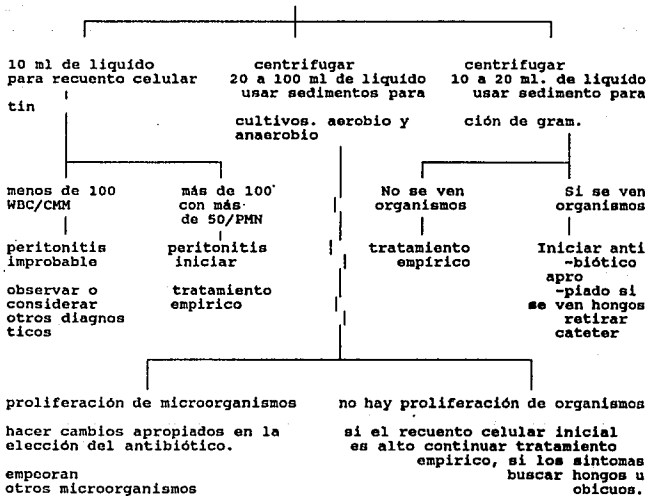 10 ml de liquido
para recuento celular
tin
centrifugar
20 a 100 ml de liquido
usar sedimentos para
cultivos. aerobio y
anaerobio
centrifugar
10 a 20 ml. de liquido
usar sedimento para
ción de gram.
menos de 100
WBC/CMM
peritonitis
improbable
observar o
considerar
otros diagnos
ticos
más de 100
con más
de 50/PMN
peritonitis
iniciar
tratamiento
empirico
No se ven
organismos
tratamiento
empirico
Si se ven
organismos
Iniciar anti
-biótico
apro
-piado si
se ven hongos
retirar
cateter
proliferación de microorganismos
hacer cambios apropiados en la
elección del antibiótico.
empeoran
otros microorganismos
no hay proliferación de organismos
si el recuento celular inicial
es alto continuar tratamiento
empirico, si los sintomas
buscar hongos u
obicuos.